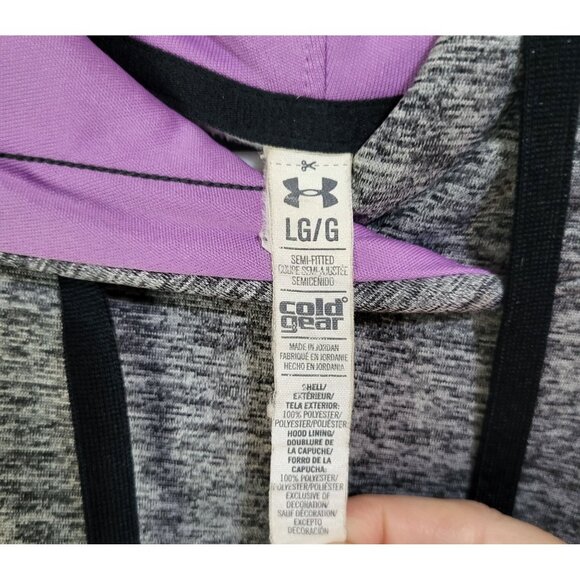 LG/G
SEMI-FITTED
COUPE SEMI-AJUSTÉE
SEMICENIDO
cold
gear
MADE IN JORDAN
FABRIQUÉ EN JORDANIE
HECHO EN JORDANIA
SHELL/
EXTÉRIEUR/
TELA EXTERIOR:
100% POLYESTER/
POLYESTER/POLIÉSTER
HOOD LINING/
DOUBLURE DE
LA CAPUCHE/
FORRO DE LA
CAPUCHA:
100% POLYESTER/
POLYESTER/POLIÉSTER
EXCLUSIVE OF
DECORATION/
SAUF DÉCORATION/
EXCEPTO
DECORACIÓN